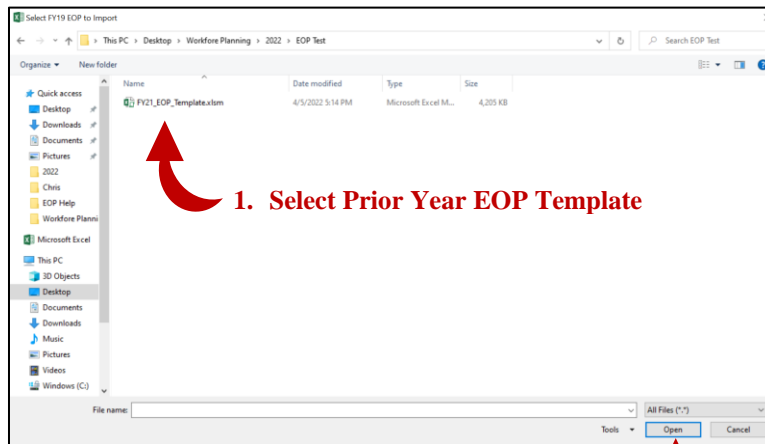 Select FY19 EOP to Import
This PC > Desktop > Workfore Planning > 2022 > EOP Test
Search EOP Test
Organize
New folder
Name
Date modified
Type
Size
FY21_EOP_Template.xlsm
4/5/2022 5:14 PM
Microsoft Excel M...
4,205 KB
Quick access
Desktop
Downloads
Documents
Pictures
2022
Chris
EOP Help
Workfore Planni
Microsoft Excel
This PC
3D Objects
Desktop
Documents
Downloads
Music
Pictures
Videos
Windows (C:)
1. Select Prior Year EOP Template
File name:
All Files (*.*)
Tools
Open
Cancel